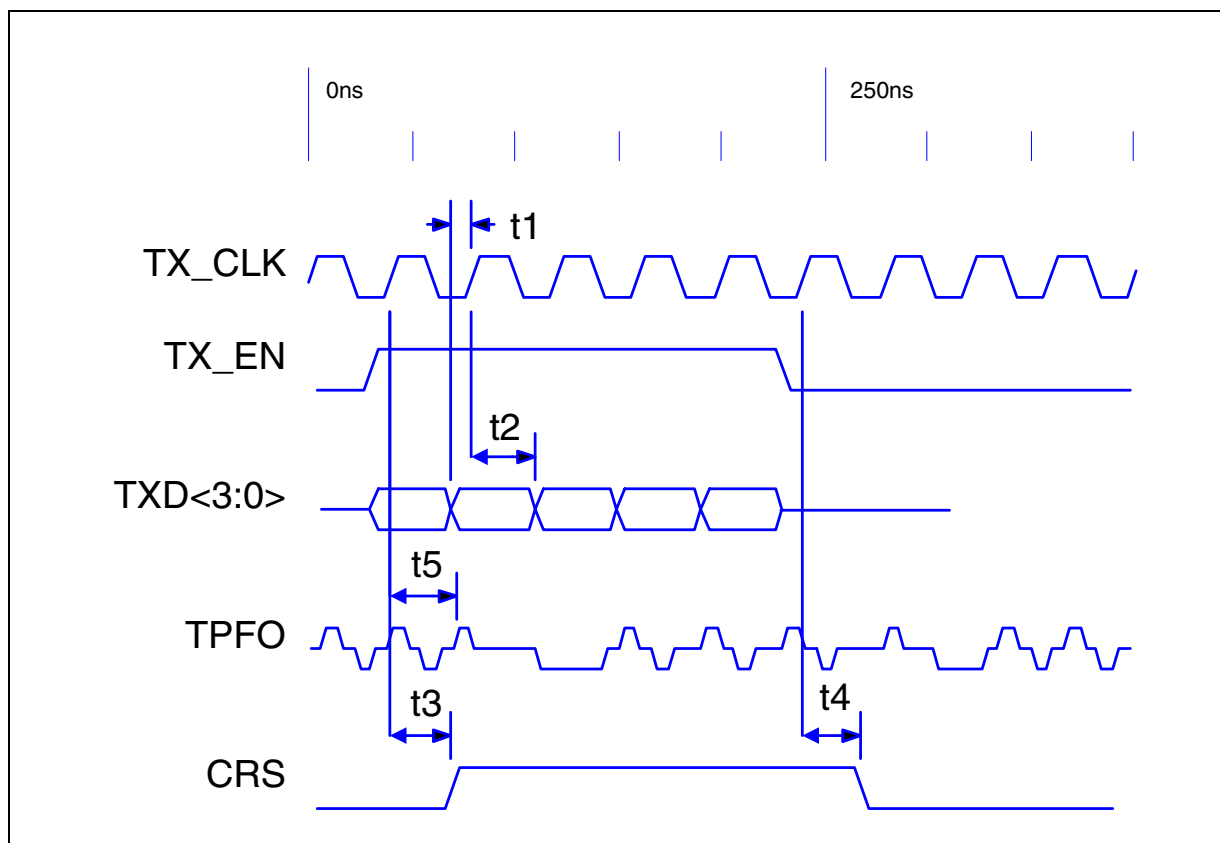 0ns 250ns
t1
TX_CLK
TX_EN
t2
TXD<3:0>
t5
TPFO
t3 t4
CRS